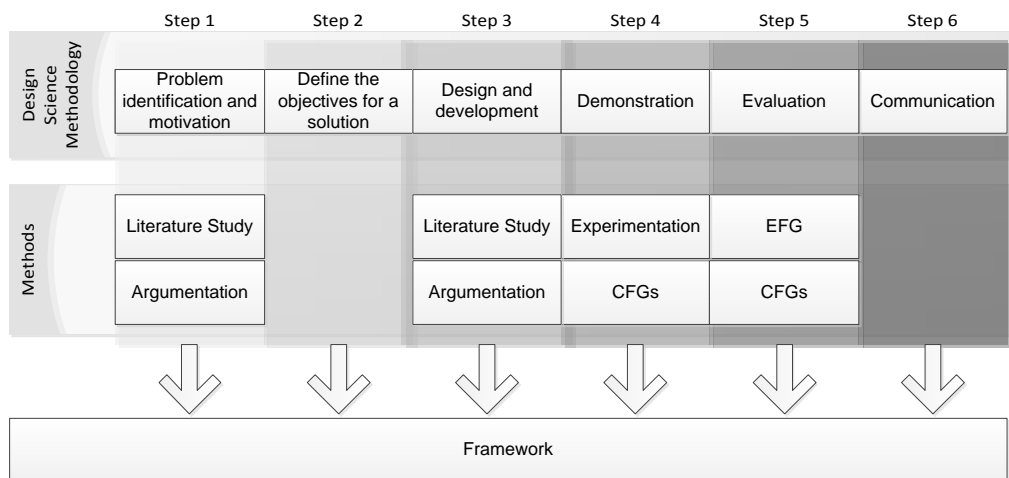 Step 1 Step 2 Step 3 Step 4 Step 5 Step 6
Design
Science
Methodology
Problem
identification and
motivation
Define the
objectives for a
solution
Design and
development
Demonstration
Evaluation
Communication
Methods
Literature Study
Argumentation
Literature Study
Argumentation
Experimentation
CFGs
EFG
CFGs
Framework